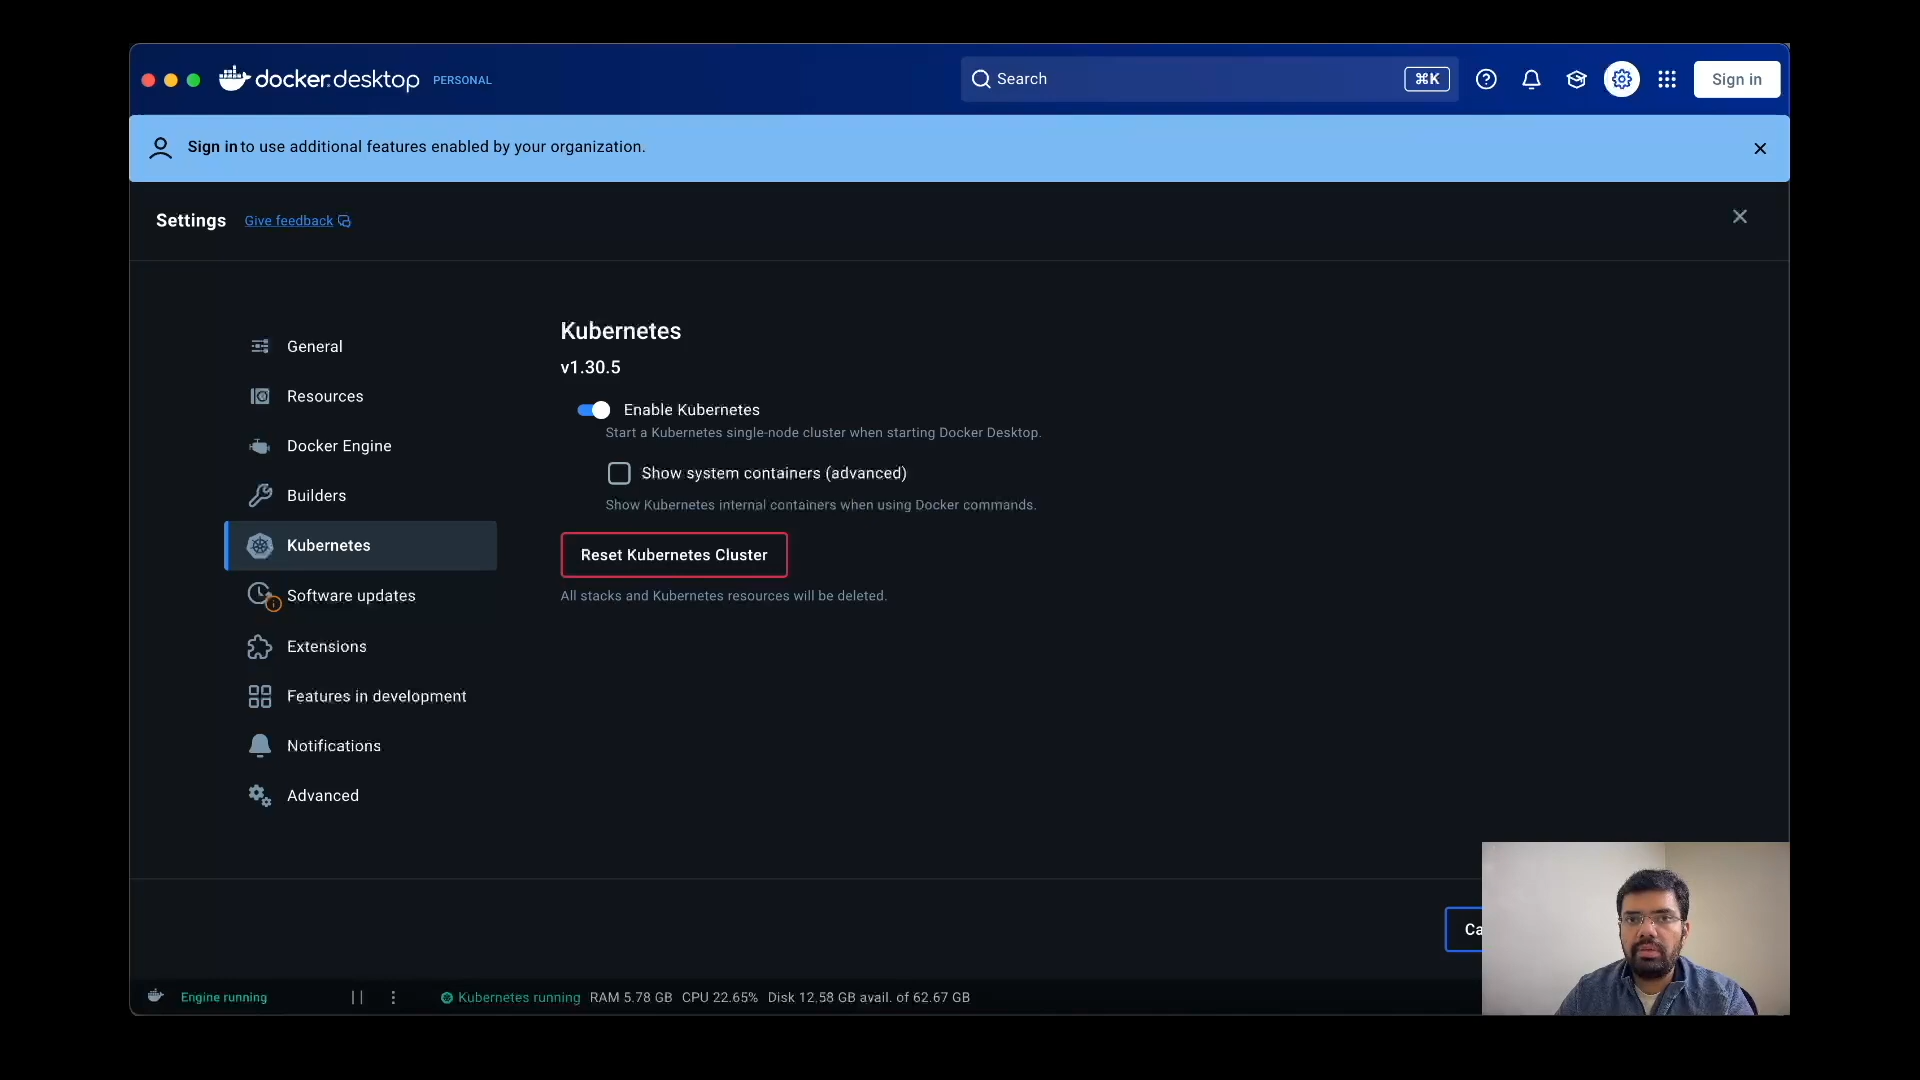 docker desktop PERSONAL
Search
⌘K
Sign in
Sign in to use additional features enabled by your organization.
Settings
Give feedback
General
Resources
Docker Engine
Builders
Kubernetes
Software updates
Extensions
Features in development
Notifications
Advanced
Kubernetes
v1.30.5
Enable Kubernetes
Start a Kubernetes single-node cluster when starting Docker Desktop.
Show system containers (advanced)
Show Kubernetes internal containers when using Docker commands.
Reset Kubernetes Cluster
All stacks and Kubernetes resources will be deleted.
Ca
Engine running
Kubernetes running RAM 5.78 GB CPU 22.65% Disk 12.58 GB avail. of 62.67 GB